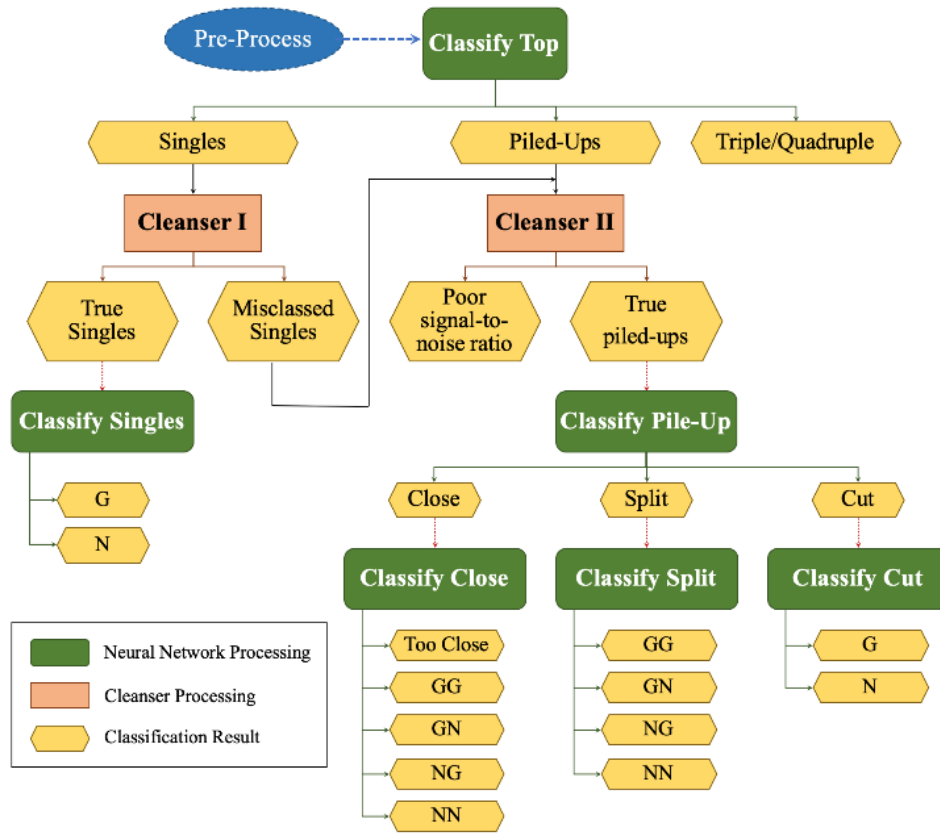 Pre-Process
Classify Top
Singles
Piled-Ups
Triple/Quadruple
Cleanser I
Cleanser II
True
Singles
Misclassed
Singles
Poor
signal-to-
noise ratio
True
piled-ups
Classify Singles
Classify Pile-Up
G
N
Close
Split
Cut
Classify Close
Classify Split
Classify Cut
Too Close
GG
GN
NG
NN
GG
GN
NG
NN
G
N
Neural Network Processing
Cleanser Processing
Classification Result